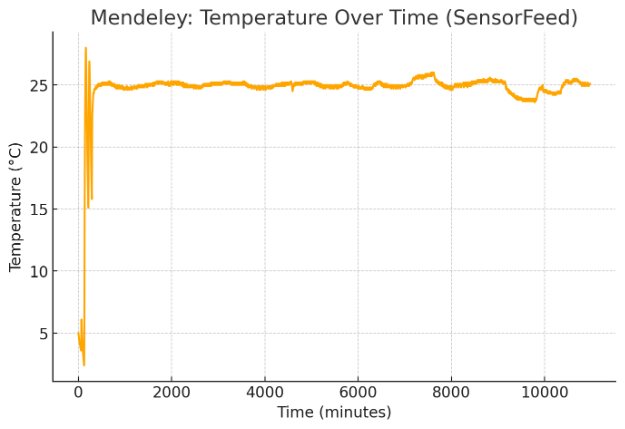 Mendeley: Temperature Over Time (SensorFeed)
25
20
15
10
5
Temperature (°C)
0 2000 4000 6000 8000 10000
Time (minutes)